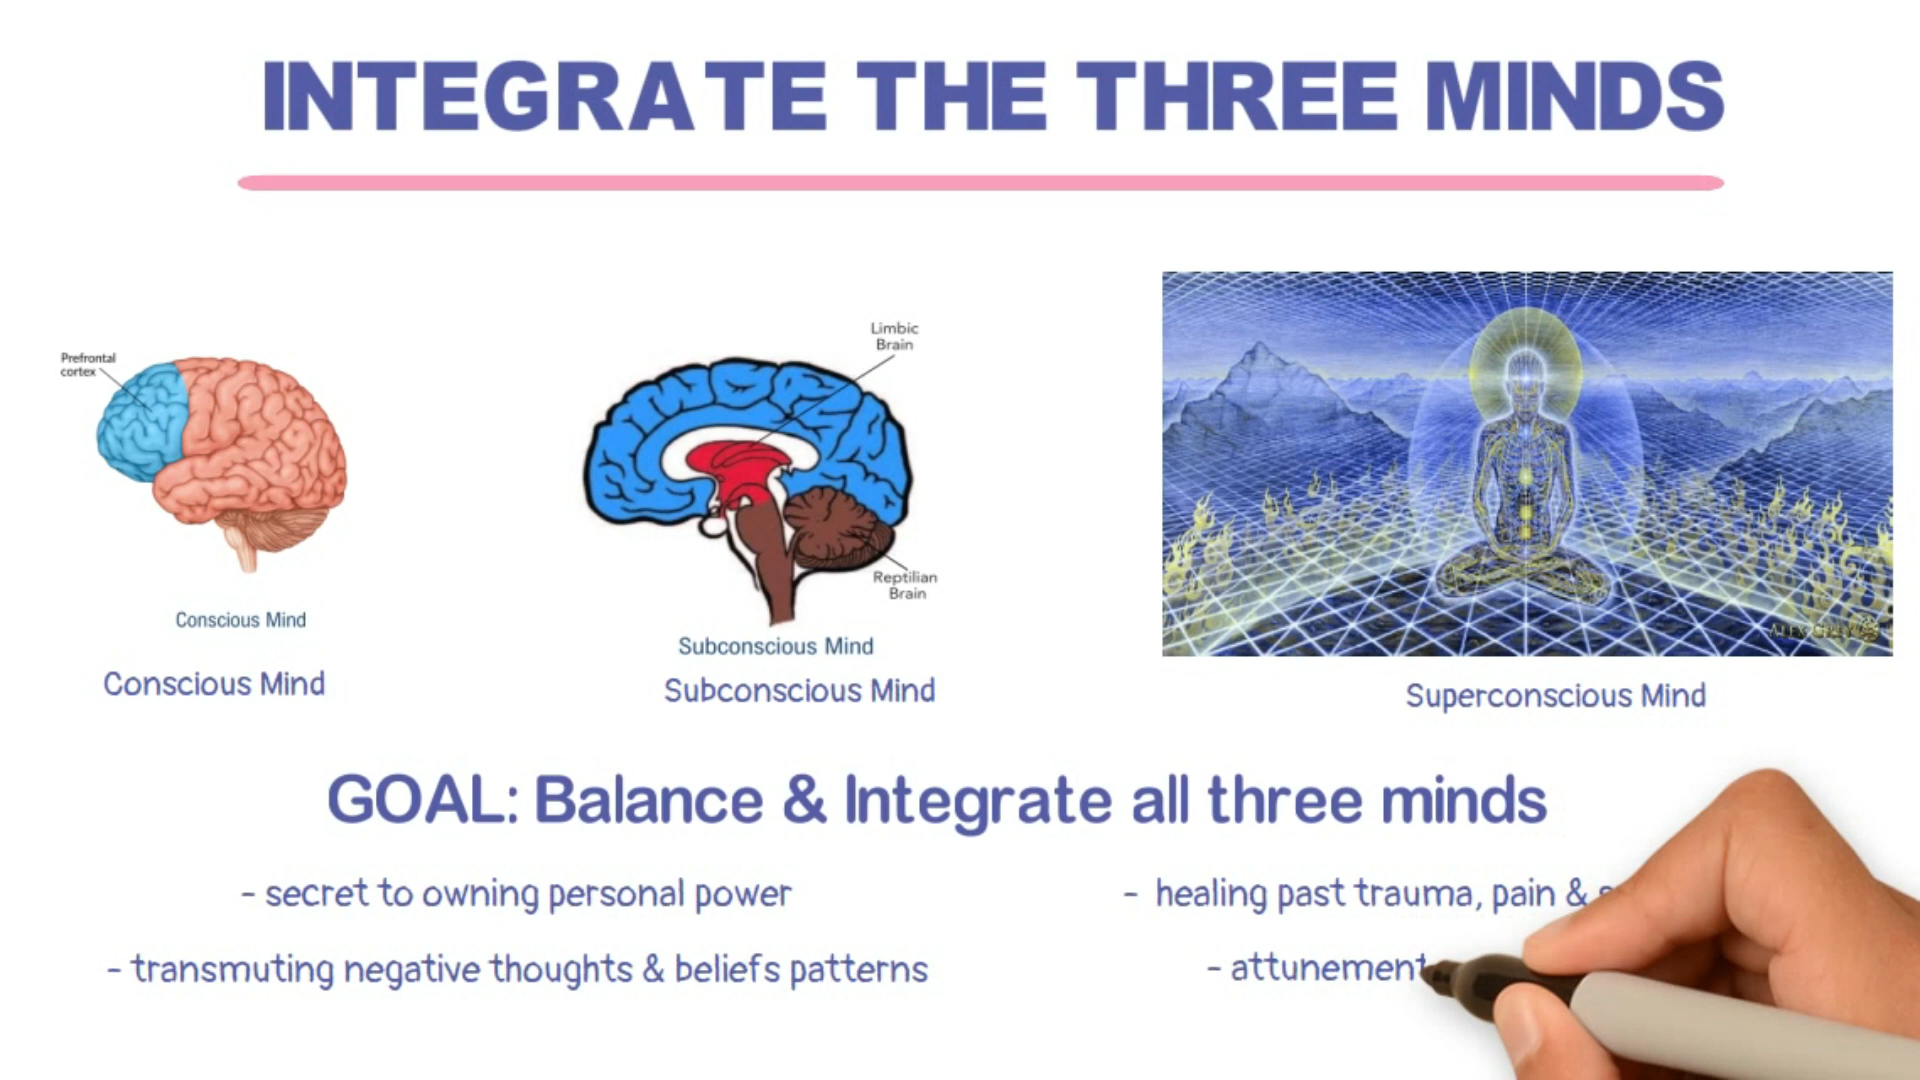 INTEGRATE THE THREE MINDS
Prefrontal
cortex
Conscious Mind
Conscious Mind
Limbic
Brain
Reptilian
Brain
Subconscious Mind
Subconscious Mind
Superconscious Mind
GOAL: Balance & Integrate all three minds
- secret to owning personal power
- transmuting negative thoughts & beliefs patterns
- healing past trauma, pain &
- attunement